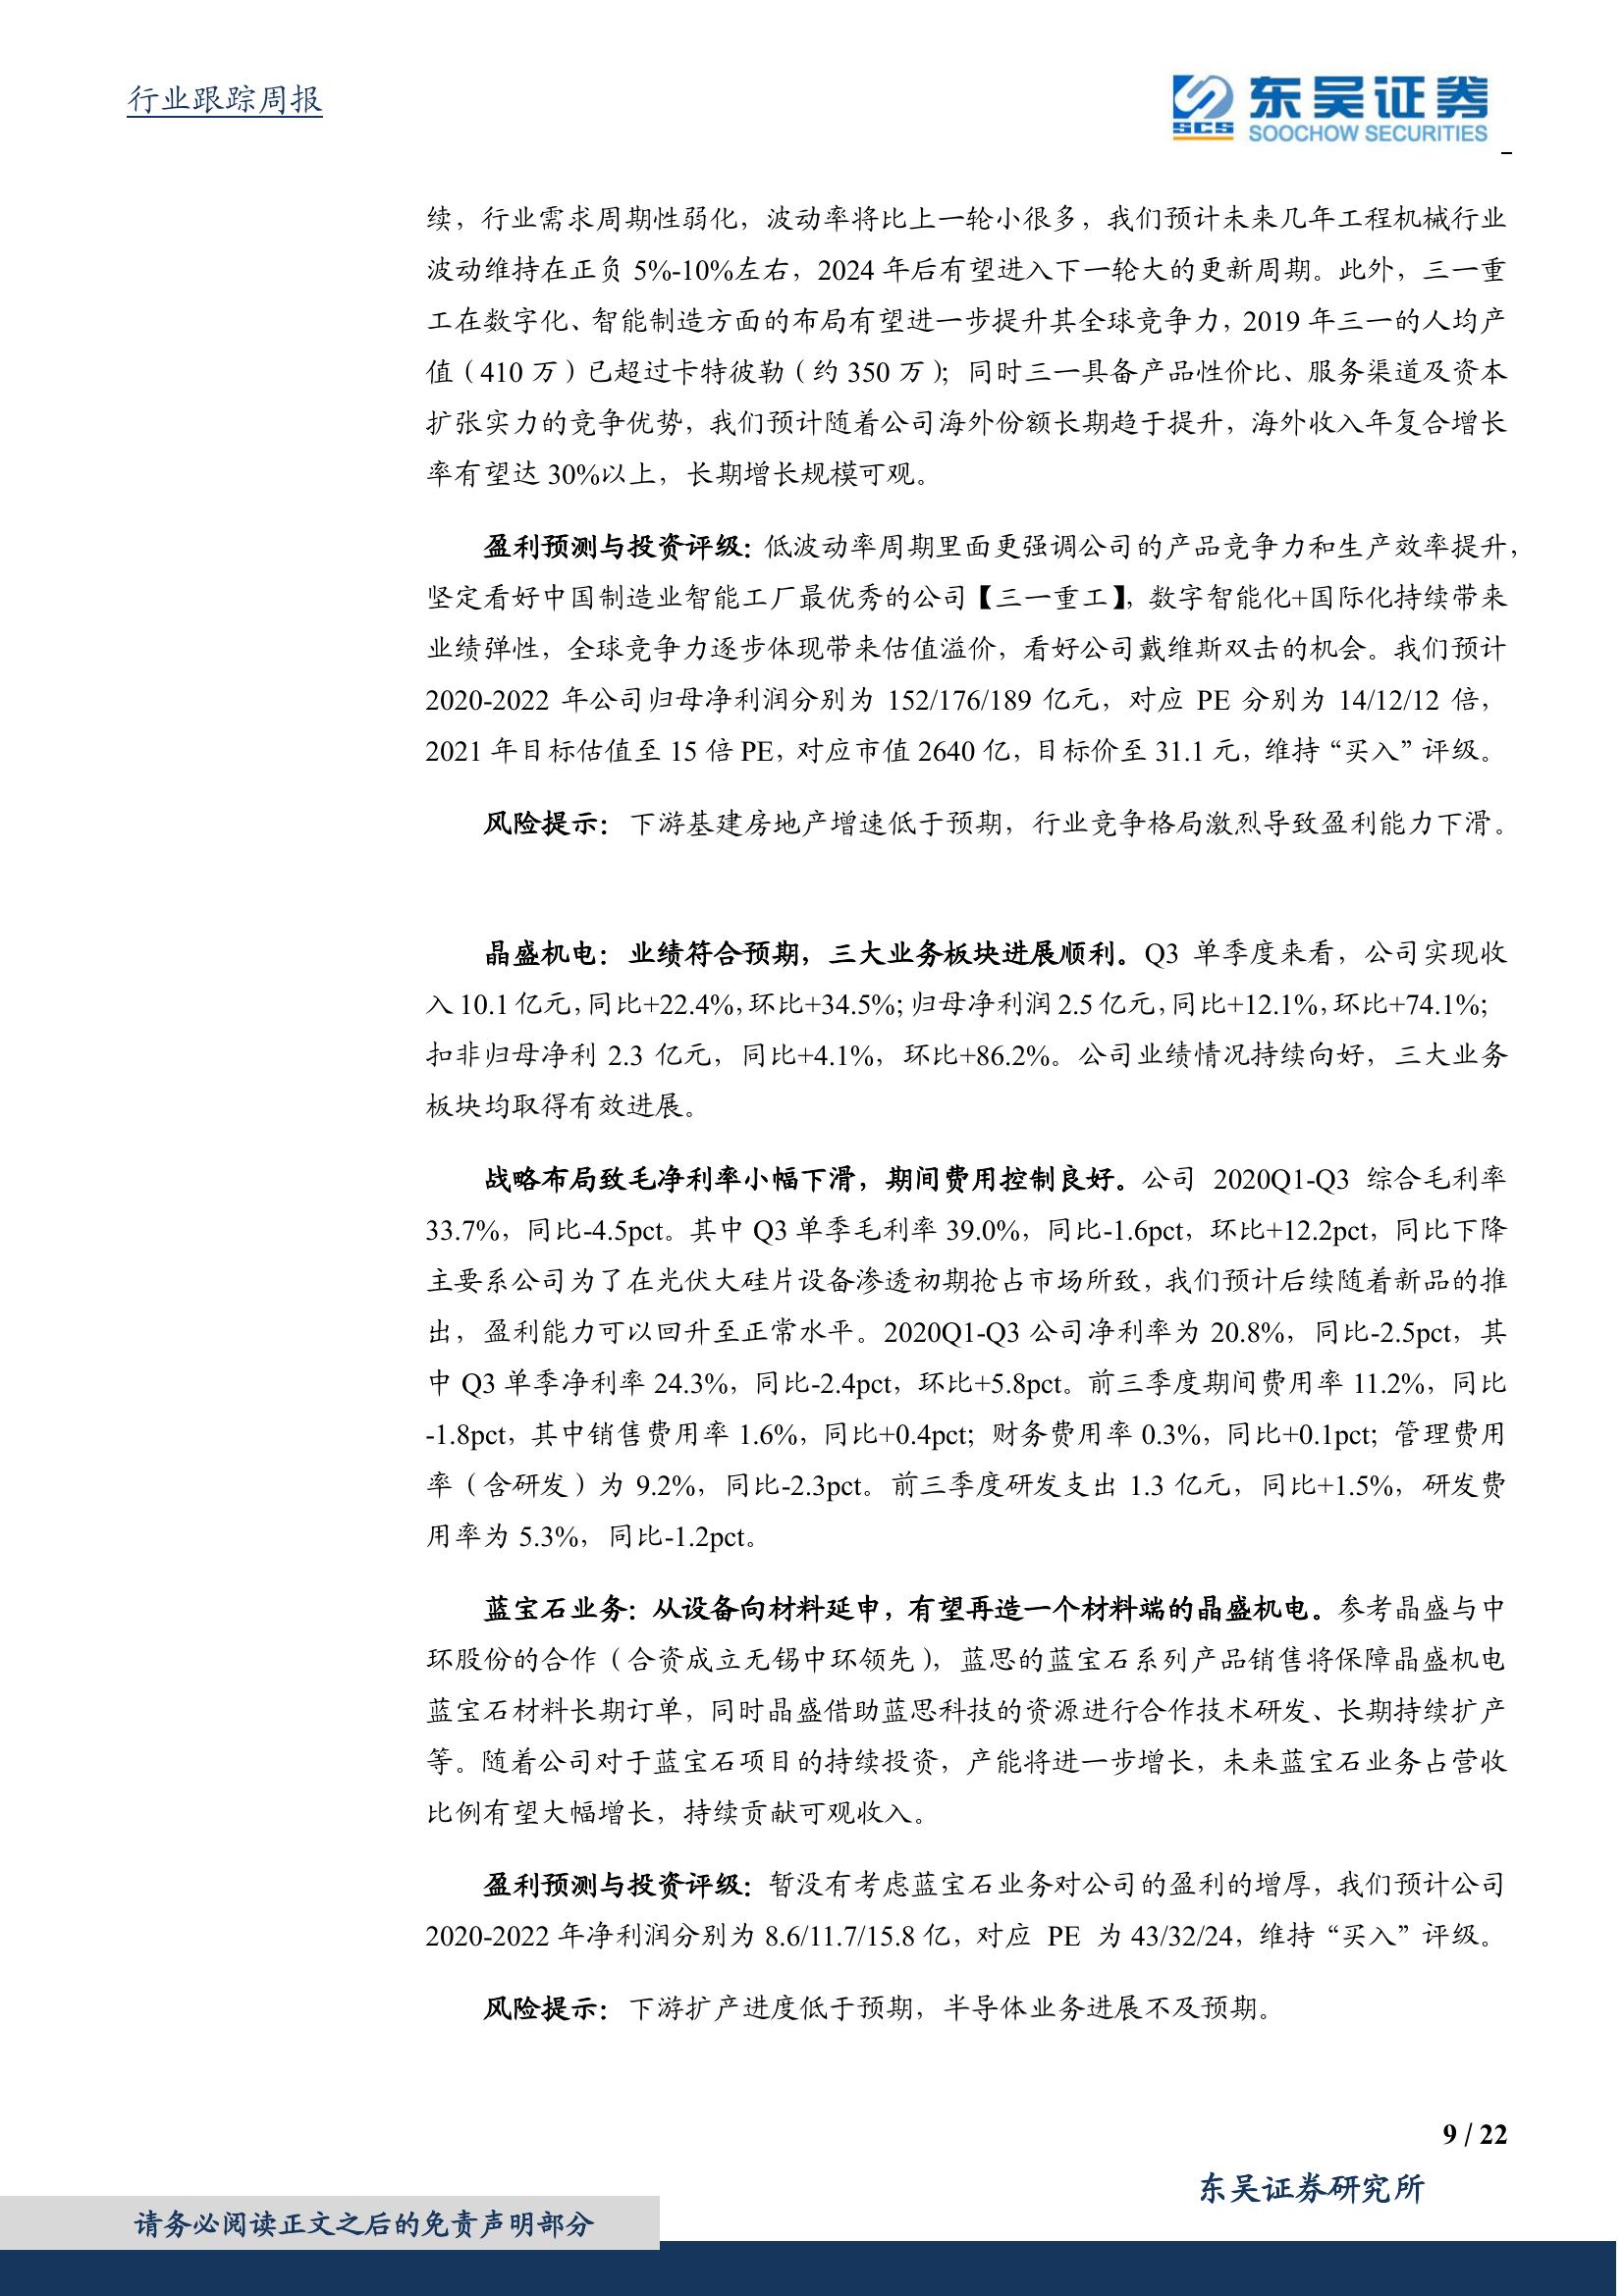 行业跟踪周报
SCS
东吴证券
SOOCHOW SECURITIES
续，行业需求周期性弱化，波动率将比上一轮小很多，我们预计未来几年工程机械行业
波动维持在正负 5%-10%左右，2024 年后有望进入下一轮大的更新周期。此外，三一重
工在数字化、智能制造方面的布局有望进一步提升其全球竞争力，2019 年三一的人均产
值（410 万）已超过卡特彼勒（约 350 万）；同时三一具备产品性价比、服务渠道及资本
扩张实力的竞争优势，我们预计随着公司海外份额长期趋于提升，海外收入年复合增长
率有望达 30%以上，长期增长规模可观。
盈利预测与投资评级：低波动率周期里面更强调公司的产品竞争力和生产效率提升，
坚定看好中国制造业智能工厂最优秀的公司【三一重工】，数字智能化+国际化持续带来
业绩弹性，全球竞争力逐步体现带来估值溢价，看好公司戴维斯双击的机会。我们预计
2020-2022 年公司归母净利润分别为 152/176/189 亿元，对应 PE 分别为 14/12/12 倍，
2021 年目标估值至 15 倍 PE，对应市值 2640 亿，目标价至 31.1 元，维持“买入”评级。
风险提示：下游基建房地产增速低于预期，行业竞争格局激烈导致盈利能力下滑。
晶盛机电：业绩符合预期，三大业务板块进展顺利。Q3 单季度来看，公司实现收
入 10.1 亿元，同比+22.4%，环比+34.5%；归母净利润 2.5 亿元，同比+12.1%，环比+74.1%；
扣非归母净利 2.3 亿元，同比+4.1%，环比+86.2%。公司业绩情况持续向好，三大业务
板块均取得有效进展。
战略布局致毛净利率小幅下滑，期间费用控制良好。公司 2020Q1-Q3 综合毛利率
33.7%，同比-4.5pct。其中 Q3 单季毛利率 39.0%，同比-1.6pct，环比+12.2pct，同比下降
主要系公司为了在光伏大硅片设备渗透初期抢占市场所致，我们预计后续随着新品的推
出，盈利能力可以回升至正常水平。2020Q1-Q3 公司净利率为 20.8%，同比-2.5pct，其
中 Q3 单季净利率 24.3%，同比-2.4pct，环比+5.8pct。前三季度期间费用率 11.2%，同比
-1.8pct，其中销售费用率 1.6%，同比+0.4pct；财务费用率 0.3%，同比+0.1pct；管理费用
率（含研发）为 9.2%，同比-2.3pct。前三季度研发支出 1.3 亿元，同比+1.5%，研发费
用率为 5.3%，同比-1.2pct。
蓝宝石业务：从设备向材料延申，有望再造一个材料端的晶盛机电。参考晶盛与中
环股份的合作（合资成立无锡中环领先），蓝思的蓝宝石系列产品销售将保障晶盛机电
蓝宝石材料长期订单，同时晶盛借助蓝思科技的资源进行合作技术研发、长期持续扩产
等。随着公司对于蓝宝石项目的持续投资，产能将进一步增长，未来蓝宝石业务占营收
比例有望大幅增长，持续贡献可观收入。
盈利预测与投资评级：暂没有考虑蓝宝石业务对公司的盈利的增厚，我们预计公司
2020-2022 年净利润分别为 8.6/11.7/15.8 亿，对应 PE 为 43/32/24，维持“买入”评级。
风险提示：下游扩产进度低于预期，半导体业务进展不及预期。
9 / 22
东吴证券研究所
请务必阅读正文之后的免责声明部分